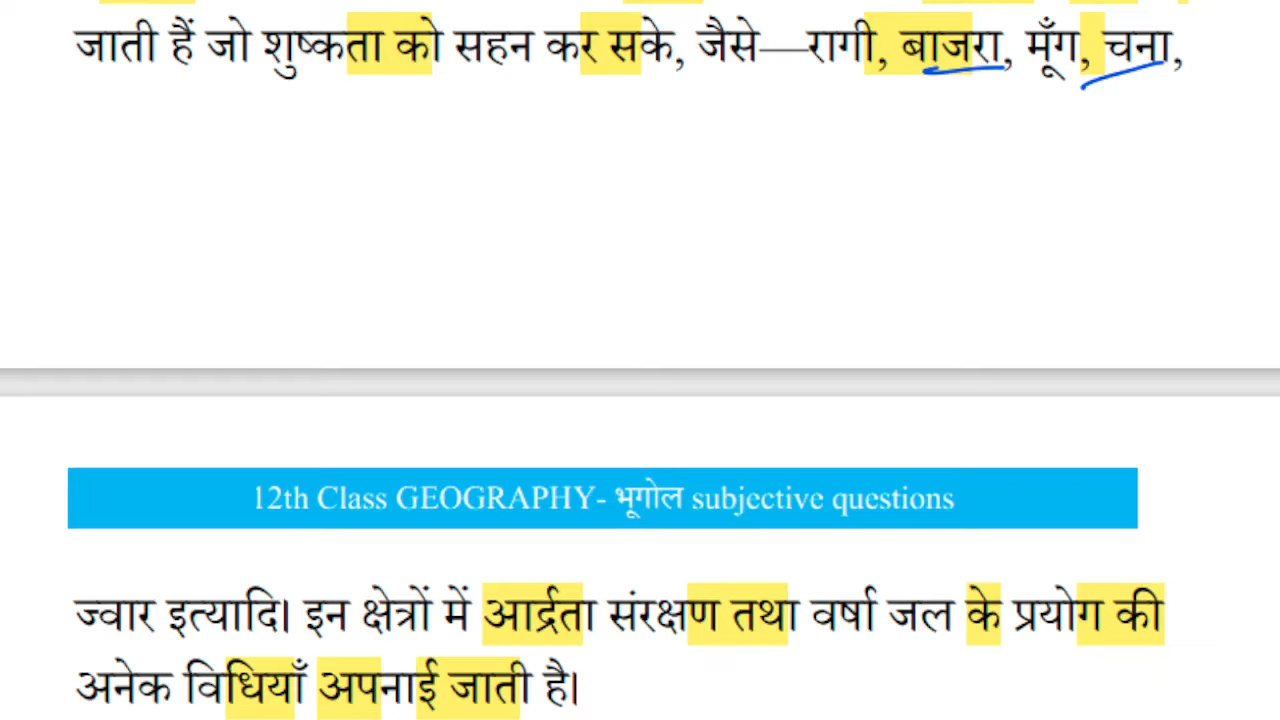 जाती हैं जो शुष्कता को सहन कर सके, जैसे—रागी, बाजरा, मूँग, चना,
12th Class GEOGRAPHY- भूगोल subjective questions
ज्वार इत्यादि। इन क्षेत्रों में आर्द्रता संरक्षण तथा वर्षा जल के प्रयोग की
अनेक विधियाँ अपनाई जाती है।